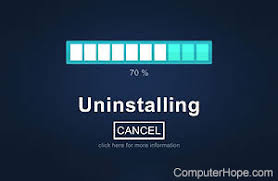 70 %
Uninstalling
CANCEL
click here for more information
ComputerHope.com